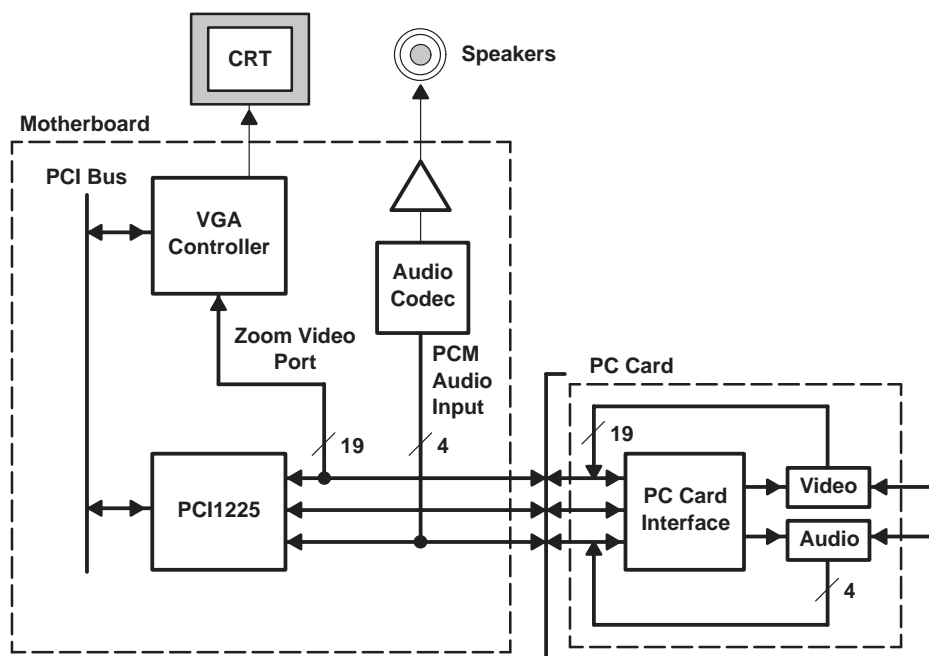 CRT
Speakers
Motherboard
PCI Bus
VGA
Controller
Audio
Codec
Zoom Video
Port
PCM
Audio
Input
PC Card
19
4
19
PCI1225
PC Card
Interface
Video
Audio
4